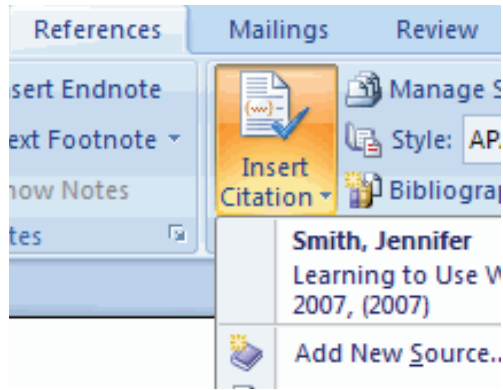 References Mailings Review
sert Endnote
ext Footnote
how Notes
tes
Insert
Citation
Manage S
Style: AP
Bibliograp
Smith, Jennifer
Learning to Use W
2007, (2007)
Add New Source..